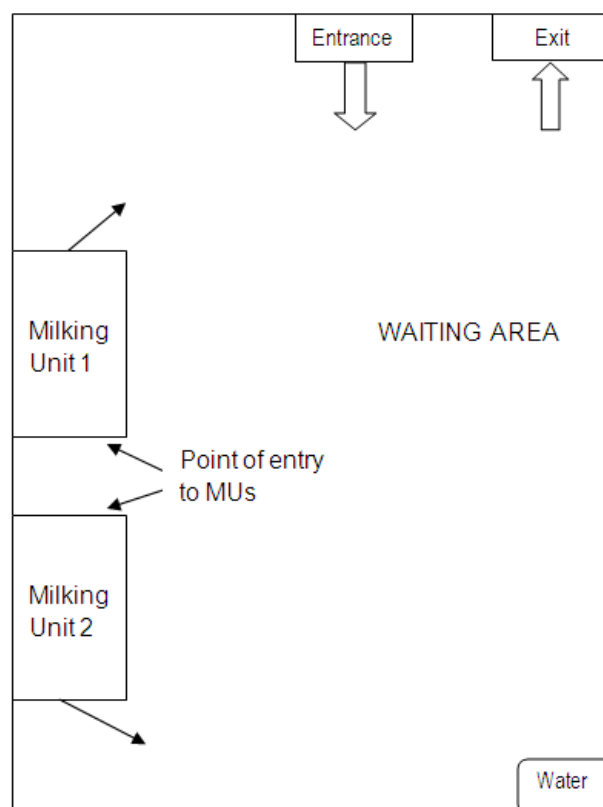 Entrance
Exit
Milking
Unit 1
WAITING AREA
Point of entry
to MUs
Milking
Unit 2
Water